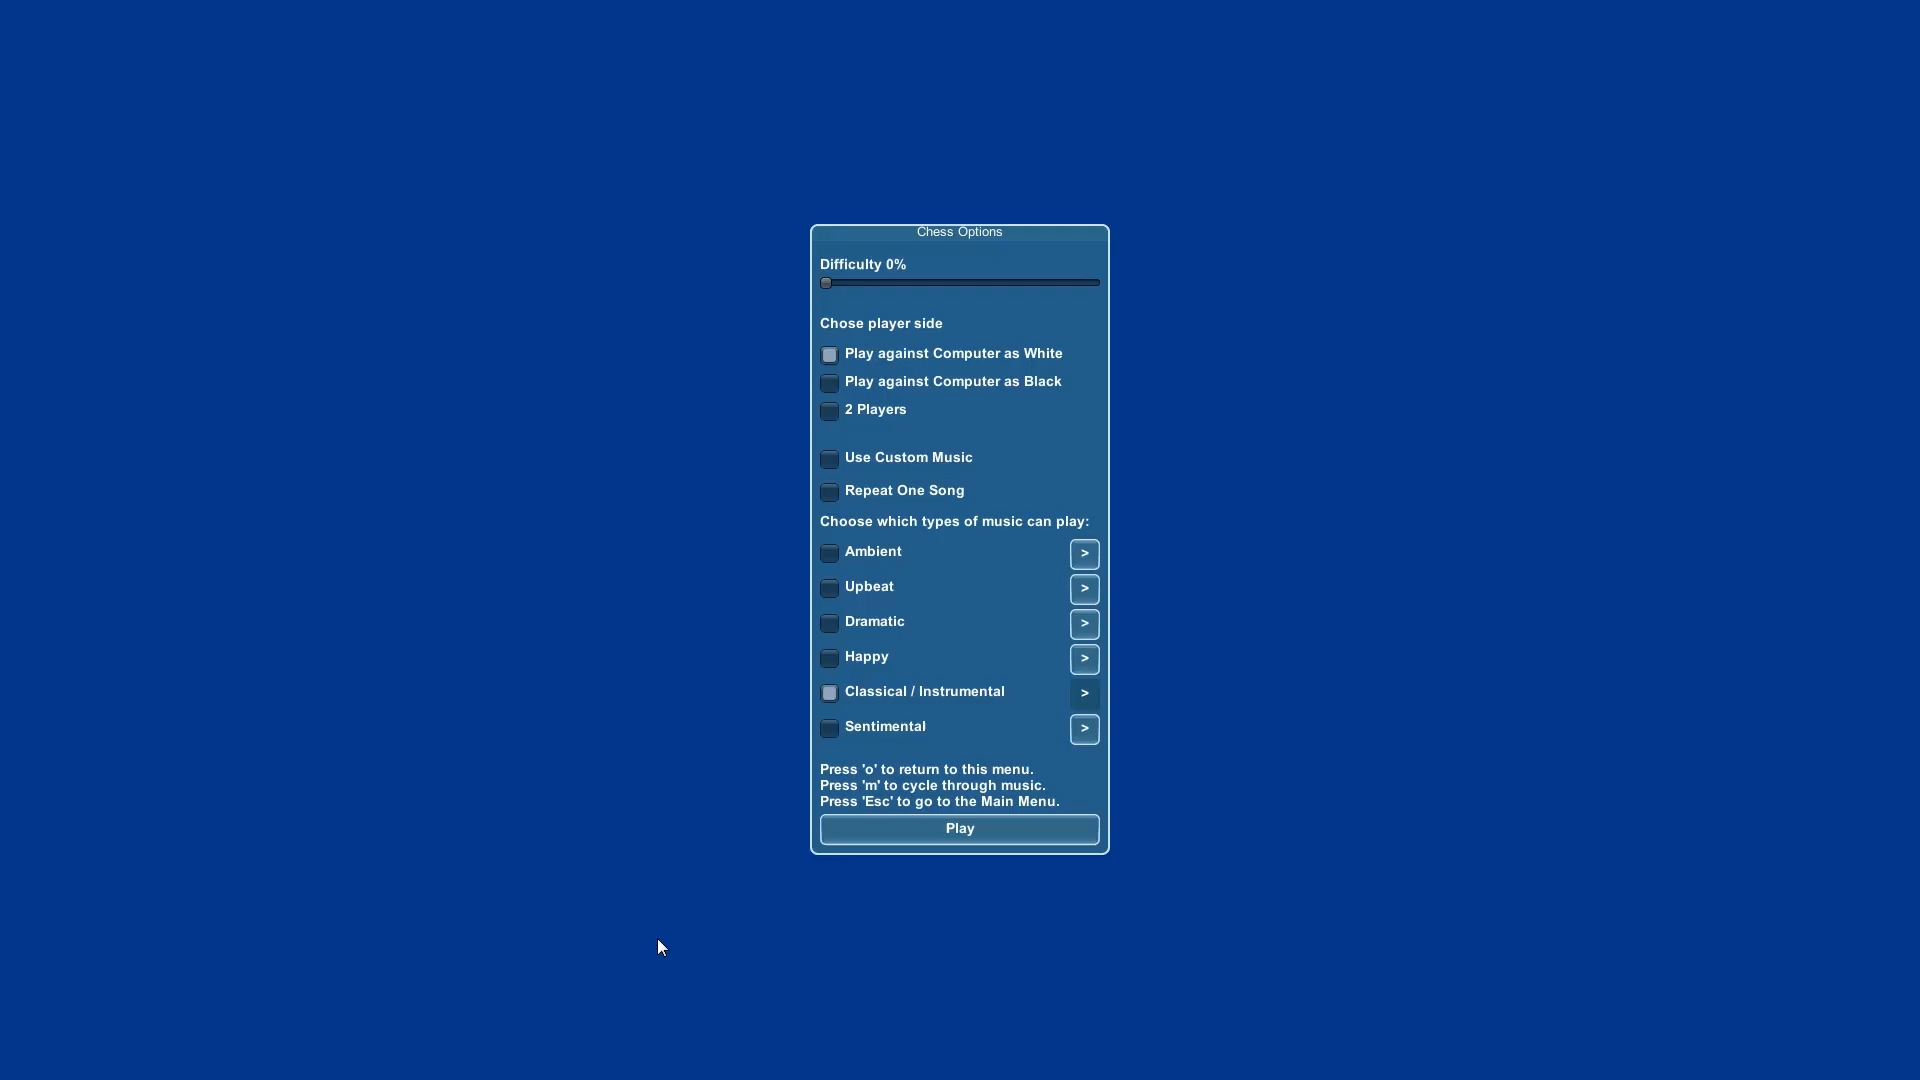 Chess Options
Difficulty 0%
Chose player side
Play against Computer as White
Play against Computer as Black
2 Players
Use Custom Music
Repeat One Song
Choose which types of music can play:
Ambient >
Upbeat >
Dramatic >
Happy >
Classical / Instrumental >
Sentimental >
Press 'o' to return to this menu.
Press 'm' to cycle through music.
Press 'Esc' to go to the Main Menu.
Play